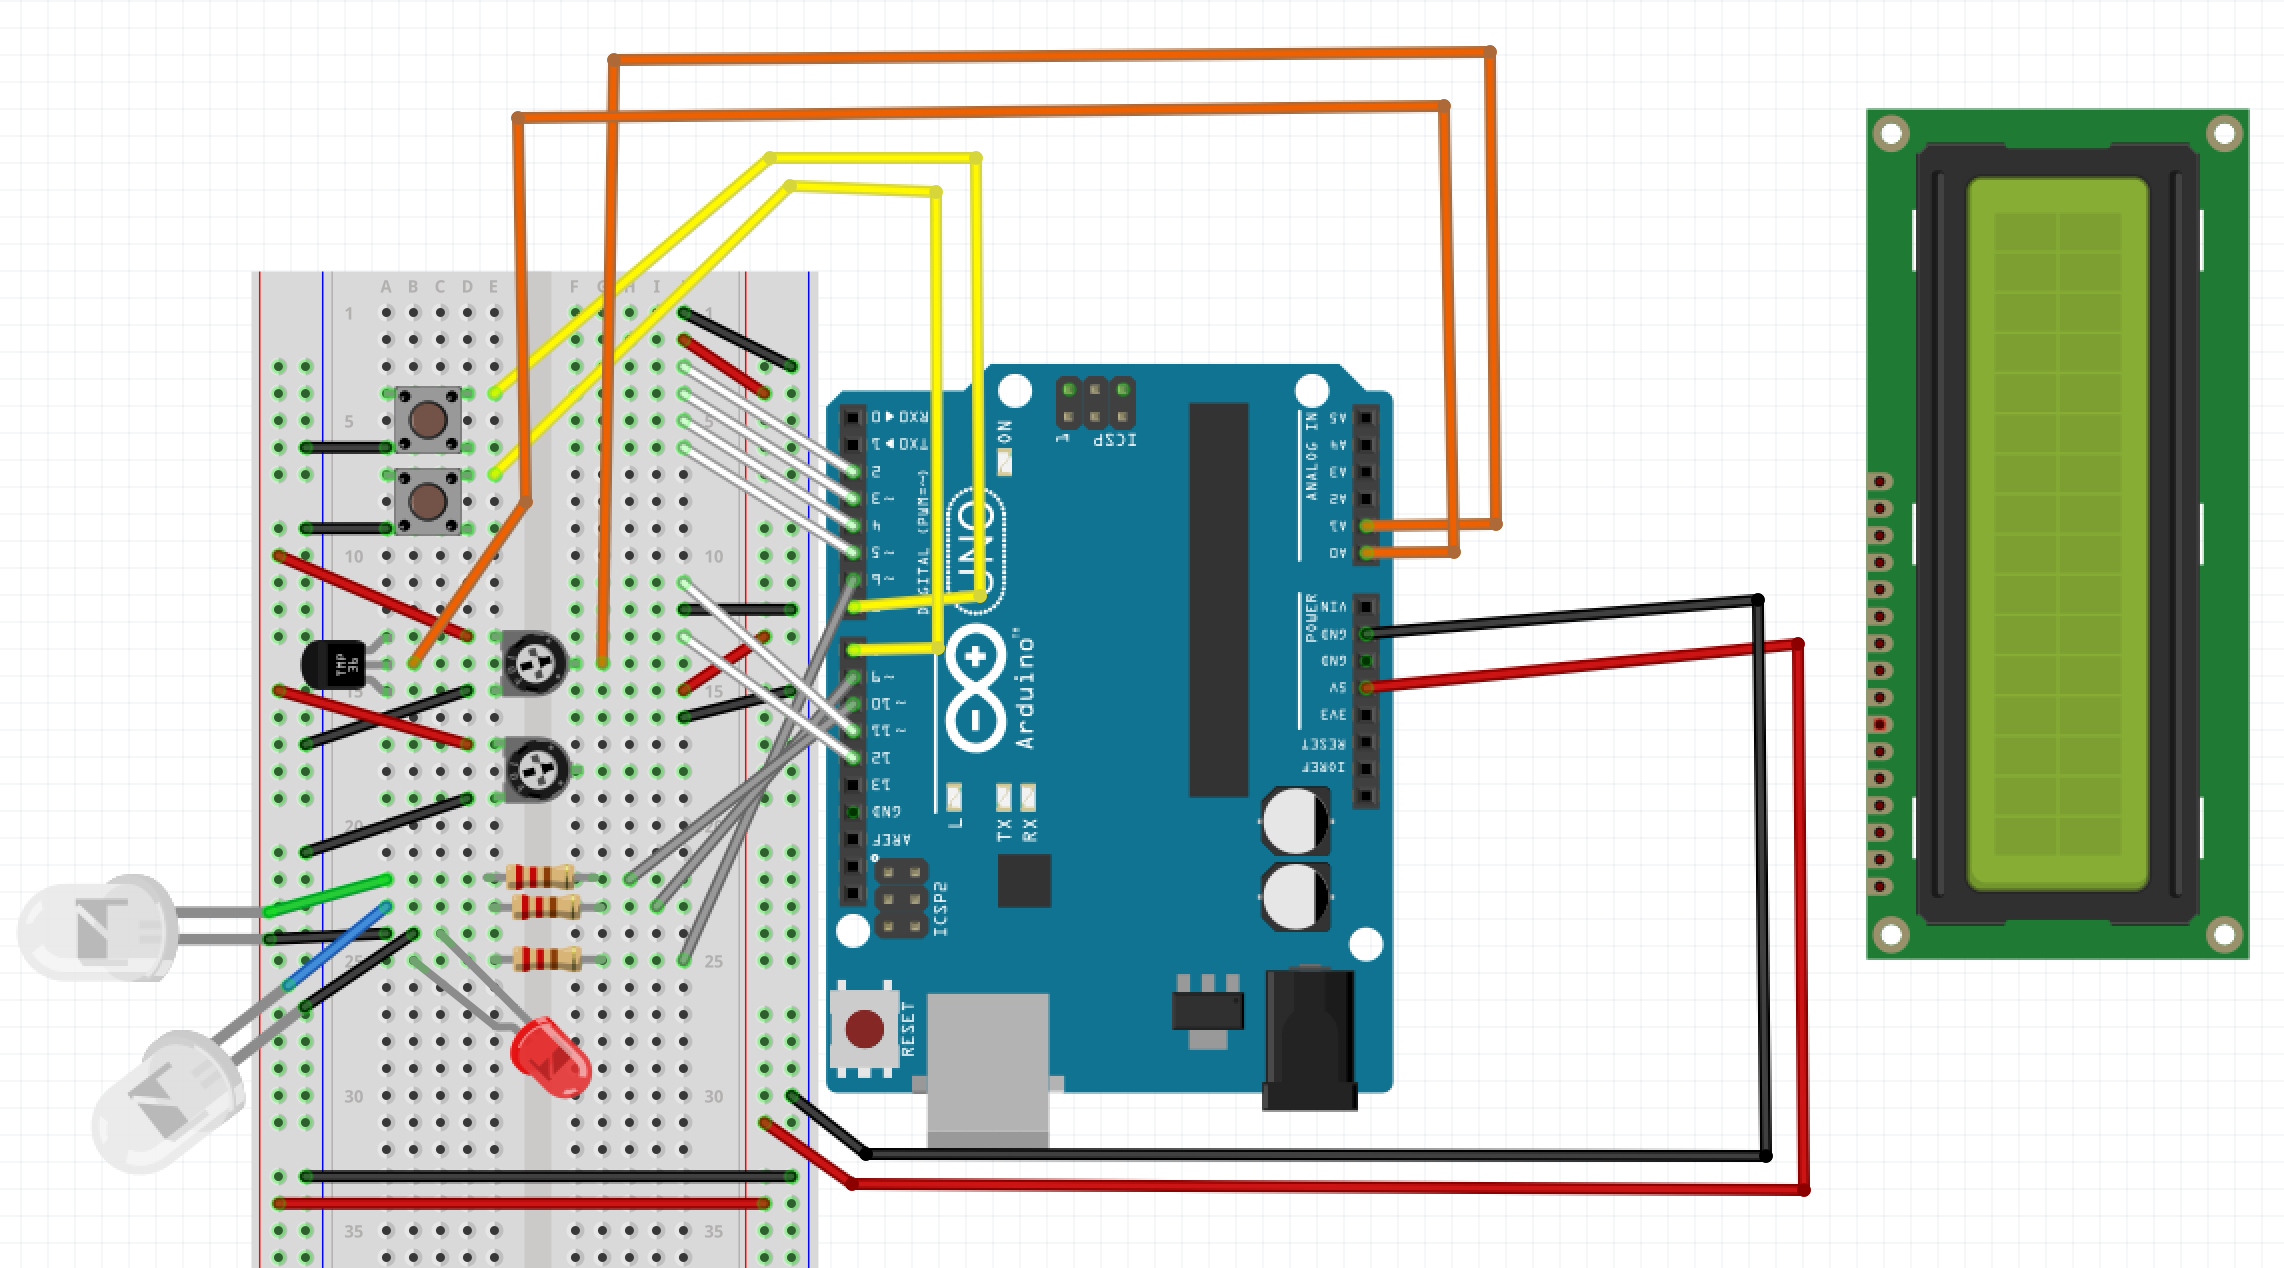 A B C D E F G H I
1 1
5 5
10 10
15 15
20
25 25
30 30
35 35
TMP
36
RX0 ◀ 0
TX0 ▶ 1
2
~ 3
4
~ 5
~ 6
~ 9
~ 10
~ 11
12
13
GND
AREF
DIGITAL (PWM=~)
ON
1
ICSP
UNO
Arduino™
L
TX
RX
ICSP2
RESET
ANALOG IN
A5
A4
A3
A2
A1
A0
POWER
VIN
GND
GND
5V
3V3
RESET
IOREF